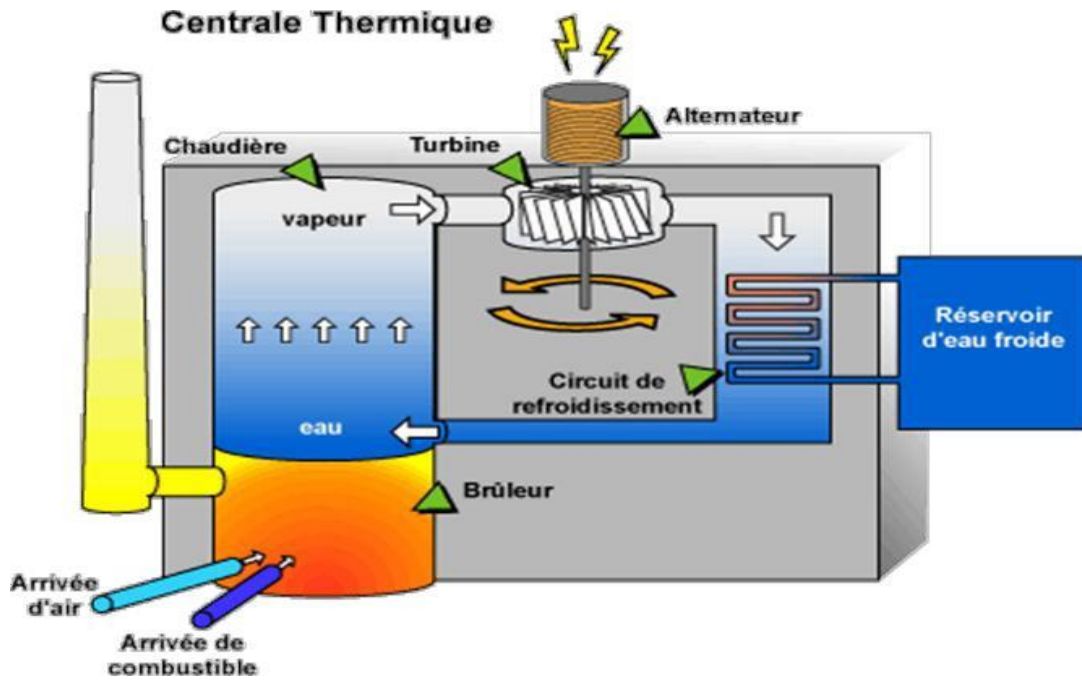 Centrale Thermique
Alternateur
Turbine
Chaudière
vapeur
Réservoir
d'eau froide
Circuit de
refroidissement
eau
Brûleur
Arrivée
d'air
Arrivée de
combustible